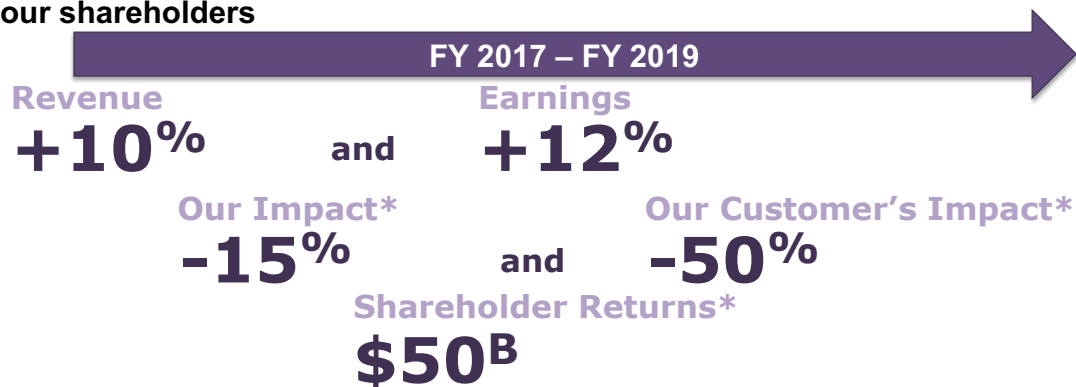 our shareholders
FY 2017 – FY 2019
Revenue Earnings
+10% and +12%
Our Impact* Our Customer’s Impact*
-15% and -50%
Shareholder Returns*
$50B